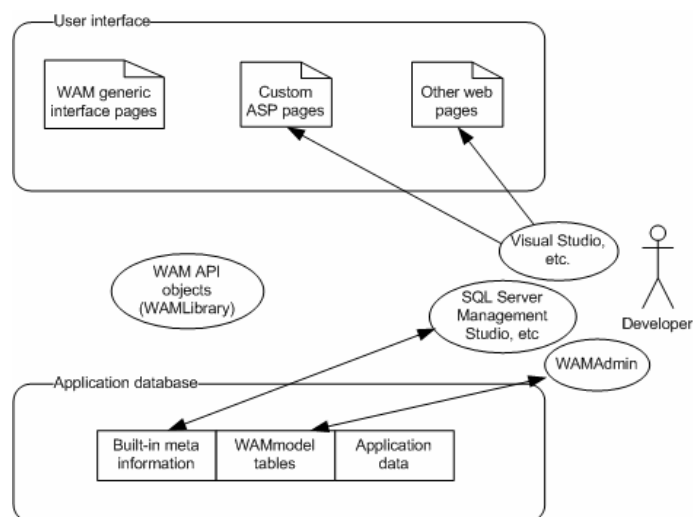 User interface
WAM generic
interface pages
Custom
ASP pages
Other web
pages
Visual Studio,
etc.
WAM API
objects
(WAMLibrary)
SQL Server
Management
Studio, etc
Developer
WAMAdmin
Application database
Built-in meta
information
WAMmodel
tables
Application
data